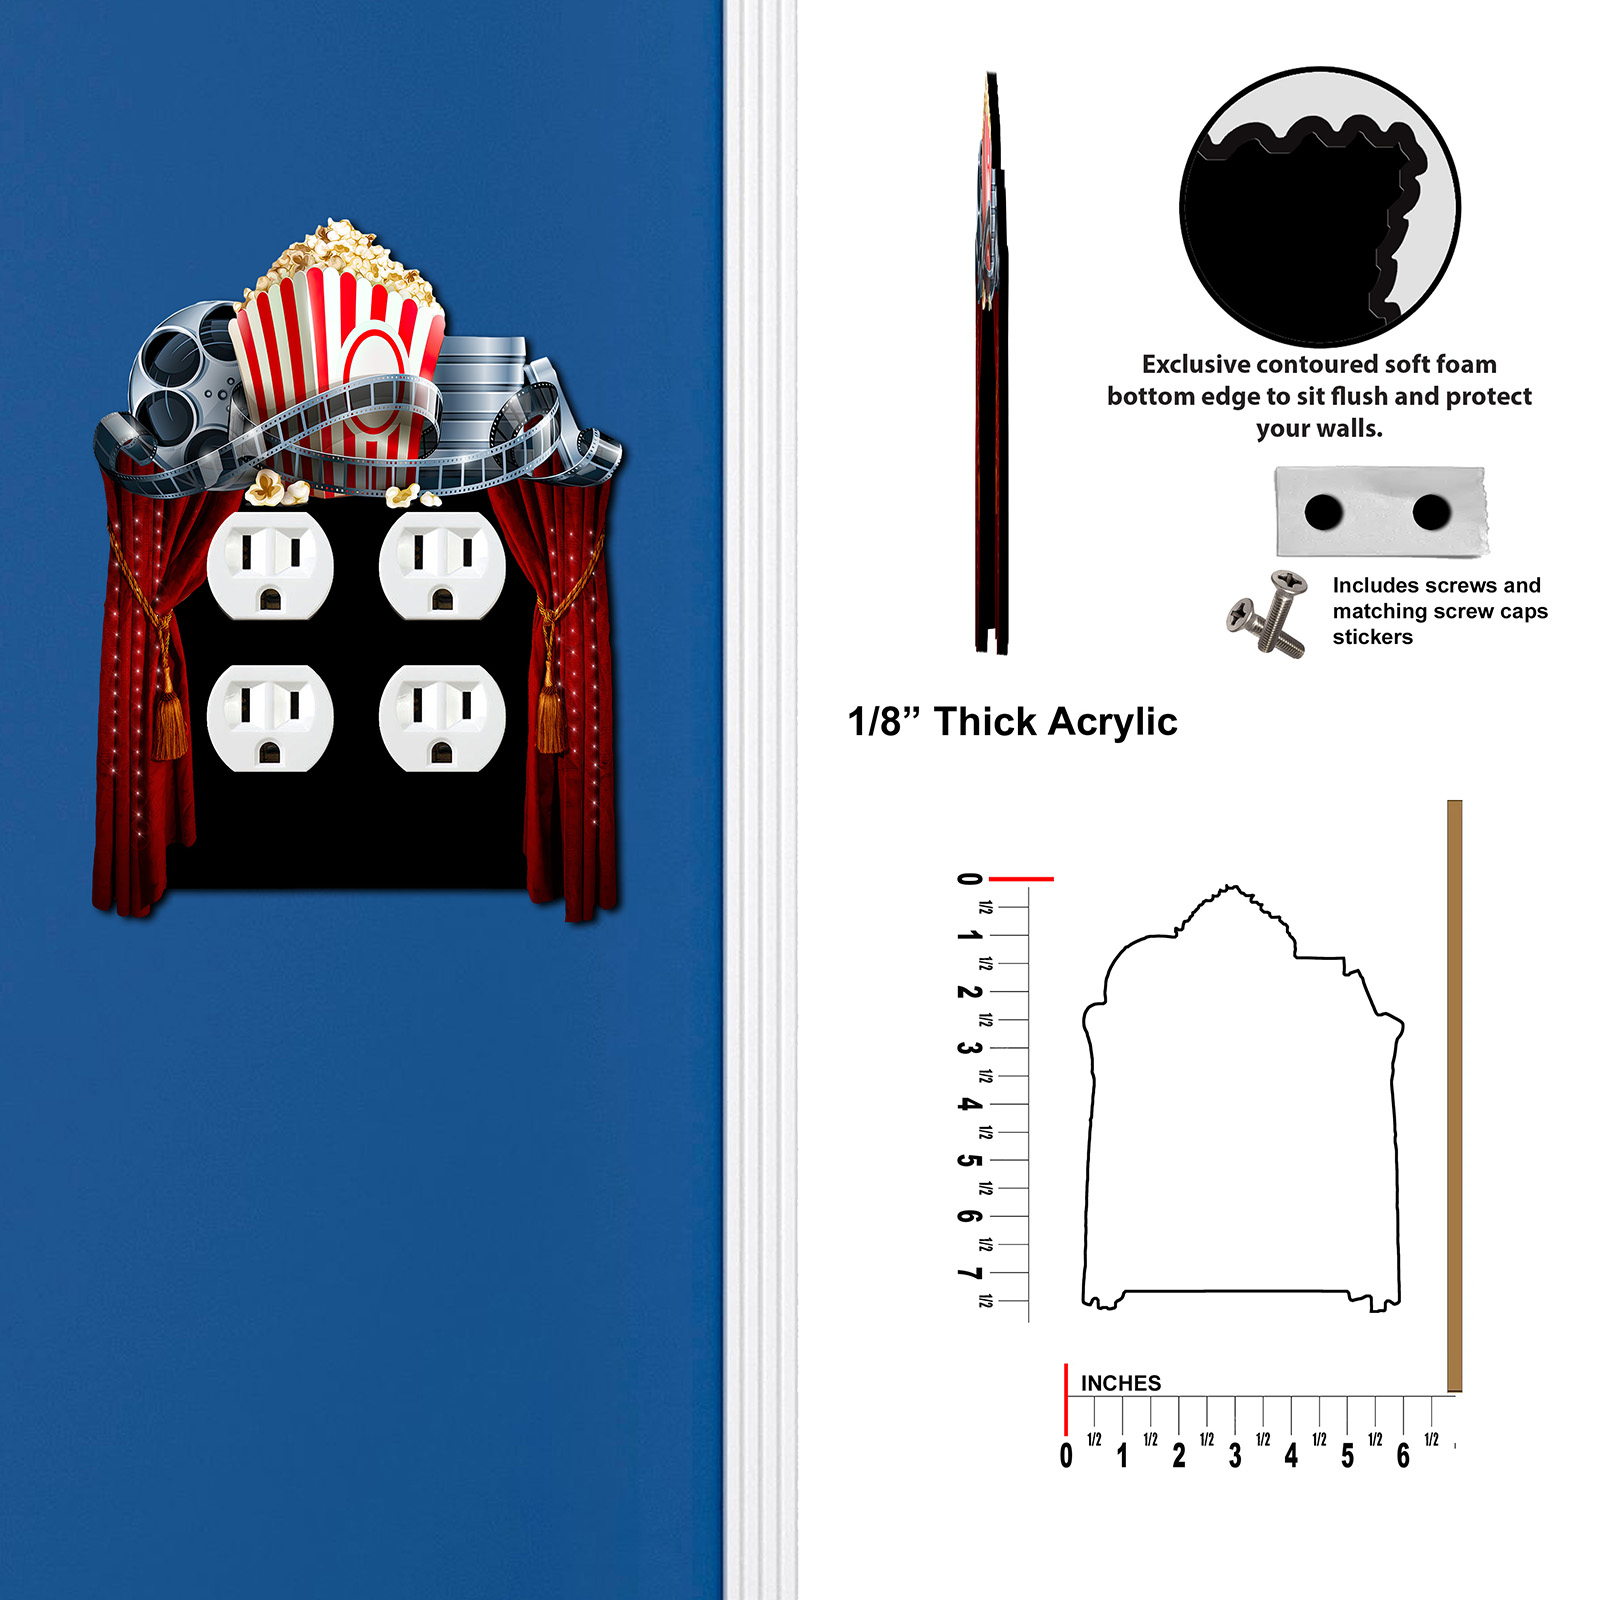 Exclusive contoured soft foam
bottom edge to sit flush and protect
your walls.
Includes screws and
matching screw caps
stickers
1/8” Thick Acrylic
0
1/2
1
1/2
2
1/2
3
1/2
4
1/2
5
1/2
6
1/2
7
1/2
INCHES
0 1/2 1 1/2 2 1/2 3 1/2 4 1/2 5 1/2 6 1/2